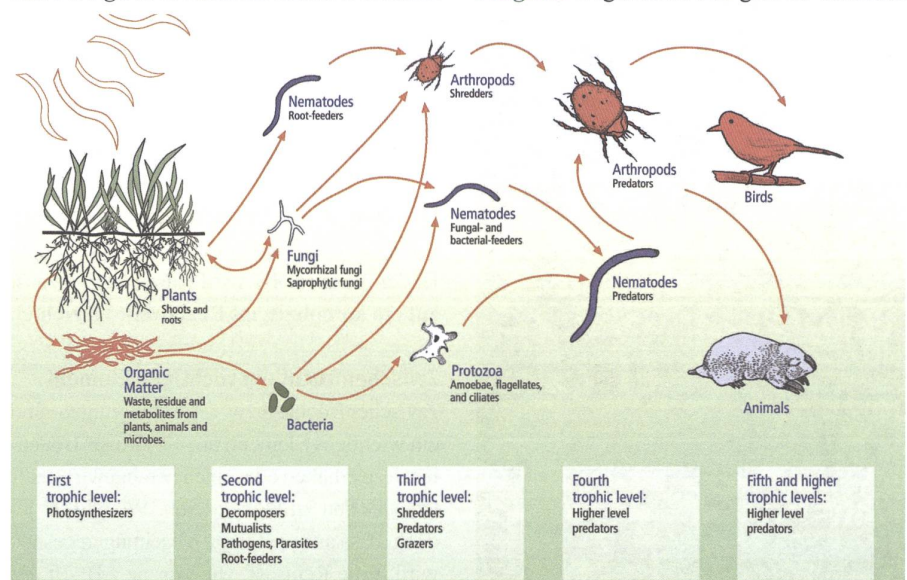 Nematodes
Root-feeders
Arthropods
Shredders
Arthropods
Predators
Birds
Nematodes
Fungal- and
bacterial-feeders
Fungi
Mycorrhizal fungi
Saprophytic fungi
Nematodes
Predators
Plants
Shoots and
roots
Organic
Matter
Waste, residue and
metabolites from
plants, animals and
microbes.
Bacteria
Protozoa
Amoebae, flagellates,
and ciliates
Animals
First
trophic level:
Photosynthesizers
Second
trophic level:
Decomposers
Mutualists
Pathogens, Parasites
Root-feeders
Third
trophic level:
Shredders
Predators
Grazers
Fourth
trophic level:
Higher level
predators
Fifth and higher
trophic levels:
Higher level
predators